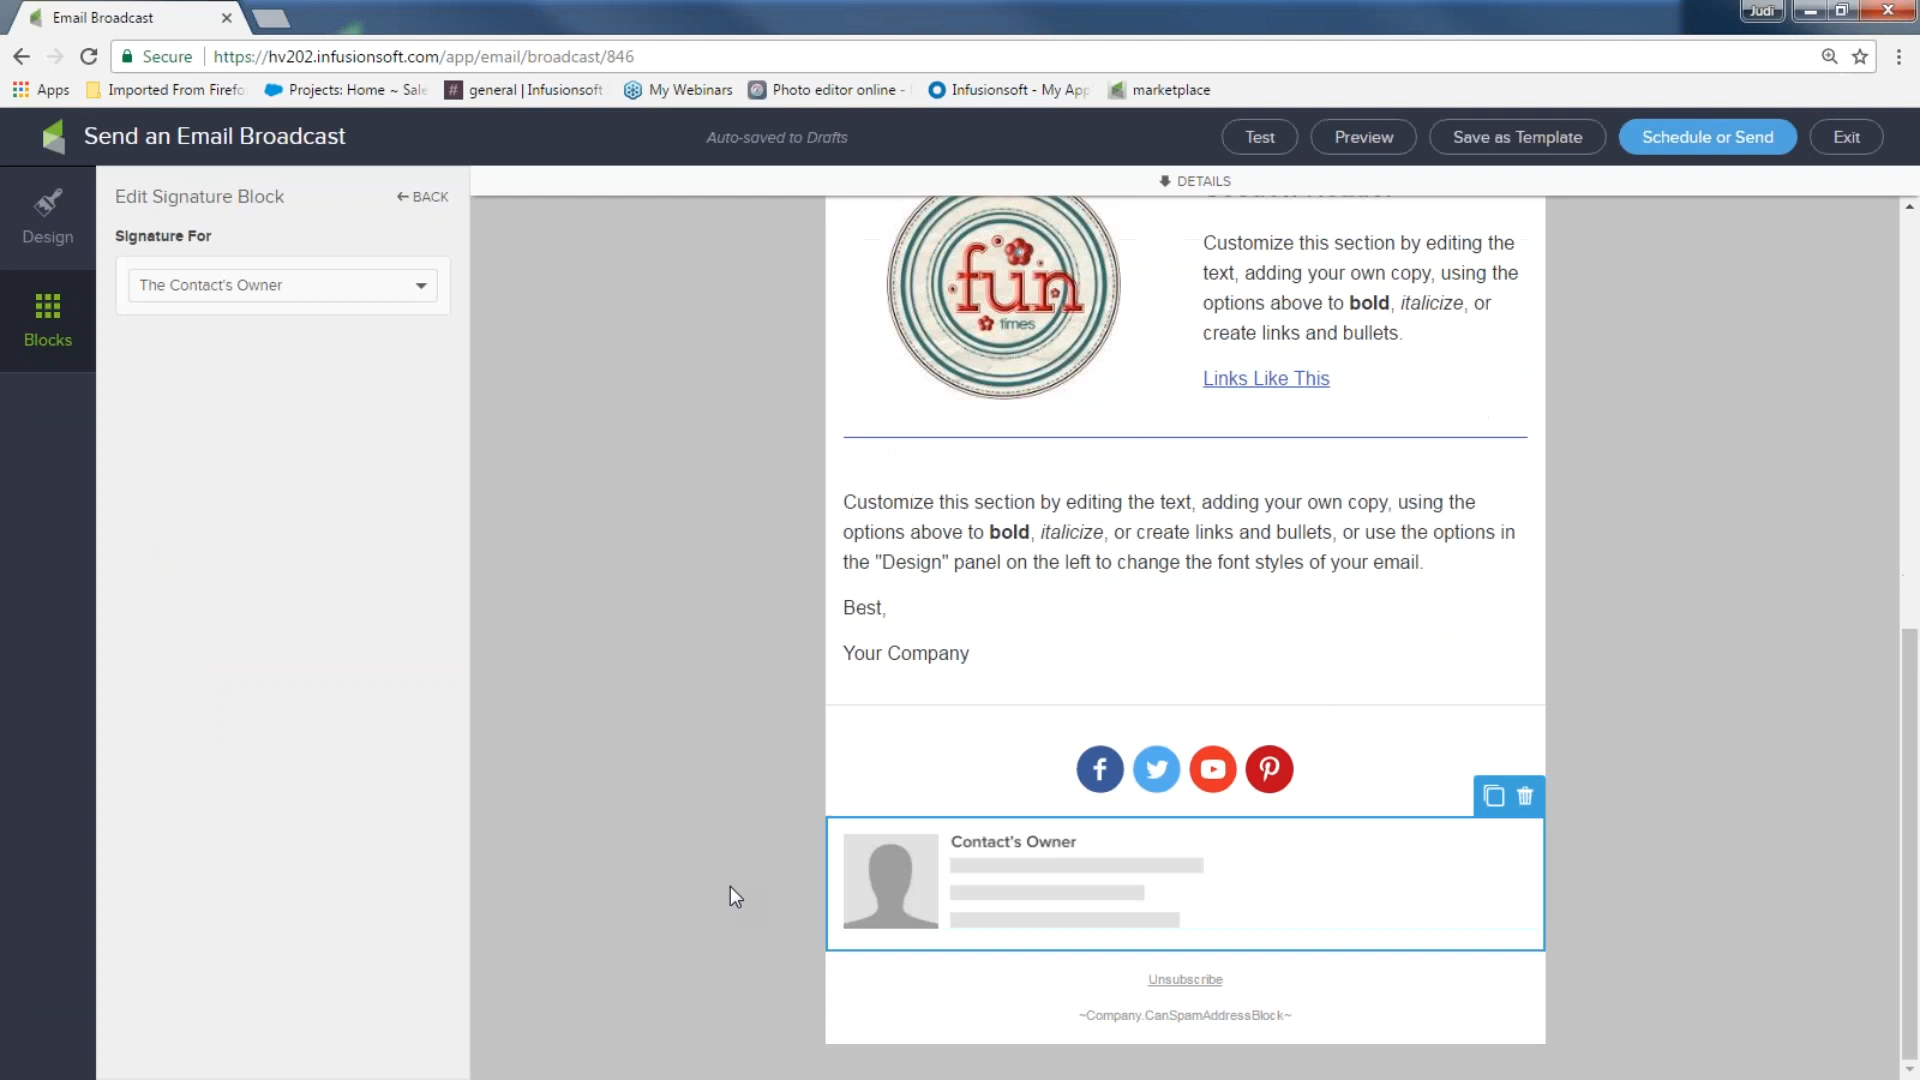 Email Broadcast
Judi
Secure
https://hv202.infusionsoft.com/app/email/broadcast/846
Apps
Imported From Firefo
Projects: Home ~ Sale
general | Infusionsoft
My Webinars
Photo editor online -
Infusionsoft - My App
marketplace
Send an Email Broadcast
Auto-saved to Drafts
Test
Preview
Save as Template
Schedule or Send
Exit
Design
Blocks
Edit Signature Block
BACK
Signature For
The Contact's Owner
DETAILS
fun
times
Customize this section by editing the
text, adding your own copy, using the
options above to bold, italicize, or
create links and bullets.
Links Like This
Customize this section by editing the text, adding your own copy, using the
options above to bold, italicize, or create links and bullets, or use the options in
the "Design" panel on the left to change the font styles of your email.
Best,
Your Company
Contact's Owner
Unsubscribe
~Company.CanSpamAddressBlock~